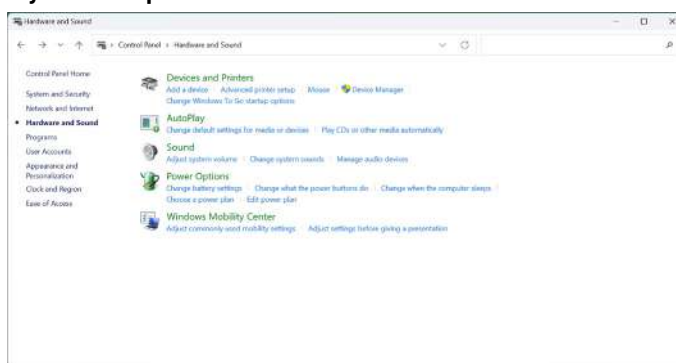 Hardware and Sound
Control Panel › Hardware and Sound
Control Panel Home
System and Security
Network and Internet
Hardware and Sound
Programs
User Accounts
Appearance and
Personalization
Clock and Region
Ease of Access
Devices and Printers
Add a device
Advanced printer setup
Mouse
Device Manager
Change Windows To Go startup options
AutoPlay
Change default settings for media or devices
Play CDs or other media automatically
Sound
Adjust system volume
Change system sounds
Manage audio devices
Power Options
Change battery settings
Change what the power buttons do
Change when the computer sleeps
Choose a power plan
Edit power plan
Windows Mobility Center
Adjust commonly used mobility settings
Adjust settings before giving a presentation